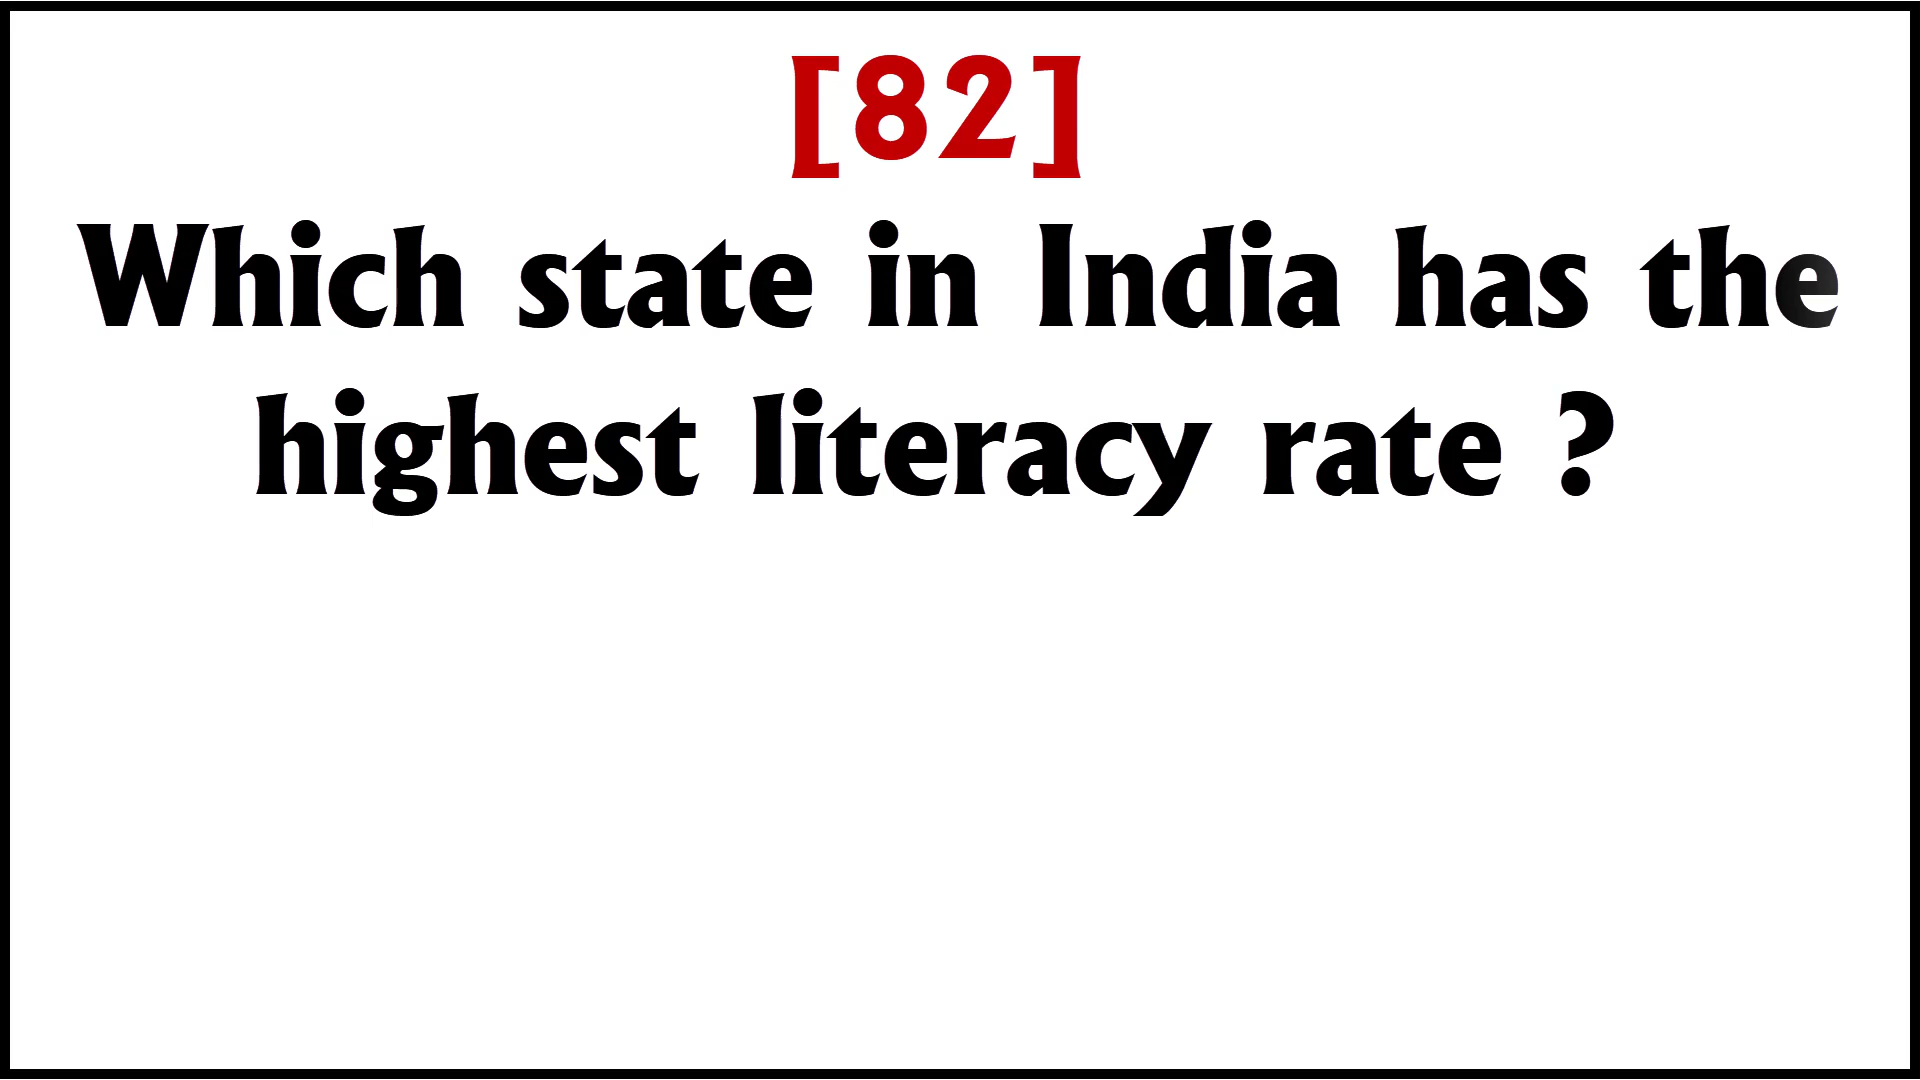 [82]
Which state in India has the
highest literacy rate ?